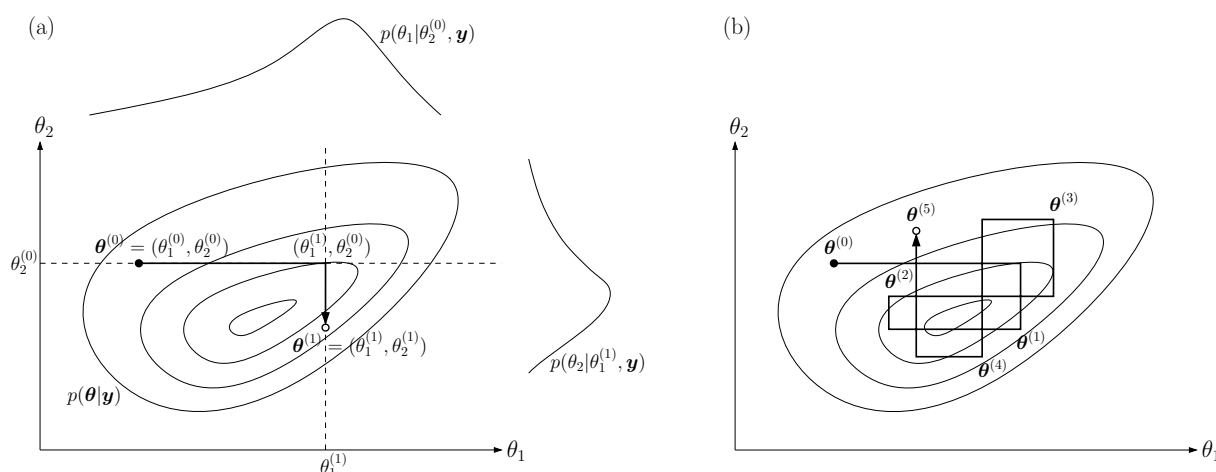 (a)
p(θ₁|θ₂⁽⁰⁾, y)
θ₂
θ⁽⁰⁾ = (θ₁⁽⁰⁾, θ₂⁽⁰⁾)
(θ₁⁽¹⁾, θ₂⁽⁰⁾)
θ₂⁽⁰⁾
θ⁽¹⁾ = (θ₁⁽¹⁾, θ₂⁽¹⁾)
p(θ₂|θ₁⁽¹⁾, y)
p(θ|y)
θ₁
θ₁⁽¹⁾
(b)
θ₂
θ⁽³⁾
θ⁽⁵⁾
θ⁽⁰⁾
θ⁽²⁾
θ⁽¹⁾
θ⁽⁴⁾
θ₁